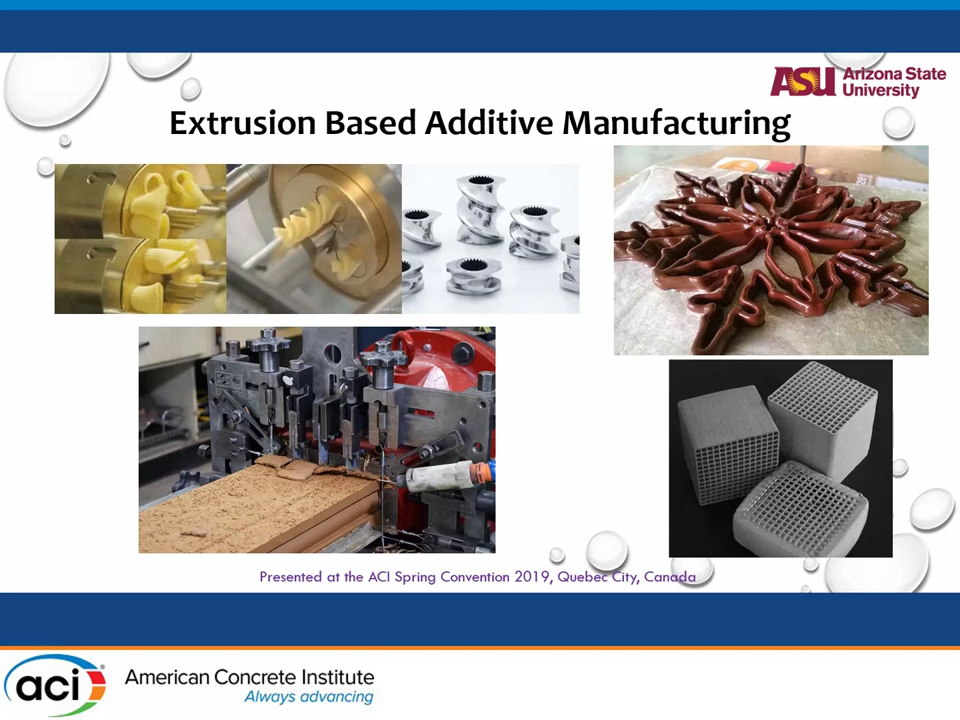 ASU Arizona State
University
Extrusion Based Additive Manufacturing
Presented at the ACI Spring Convention 2019, Quebec City, Canada
aci American Concrete Institute
Always advancing